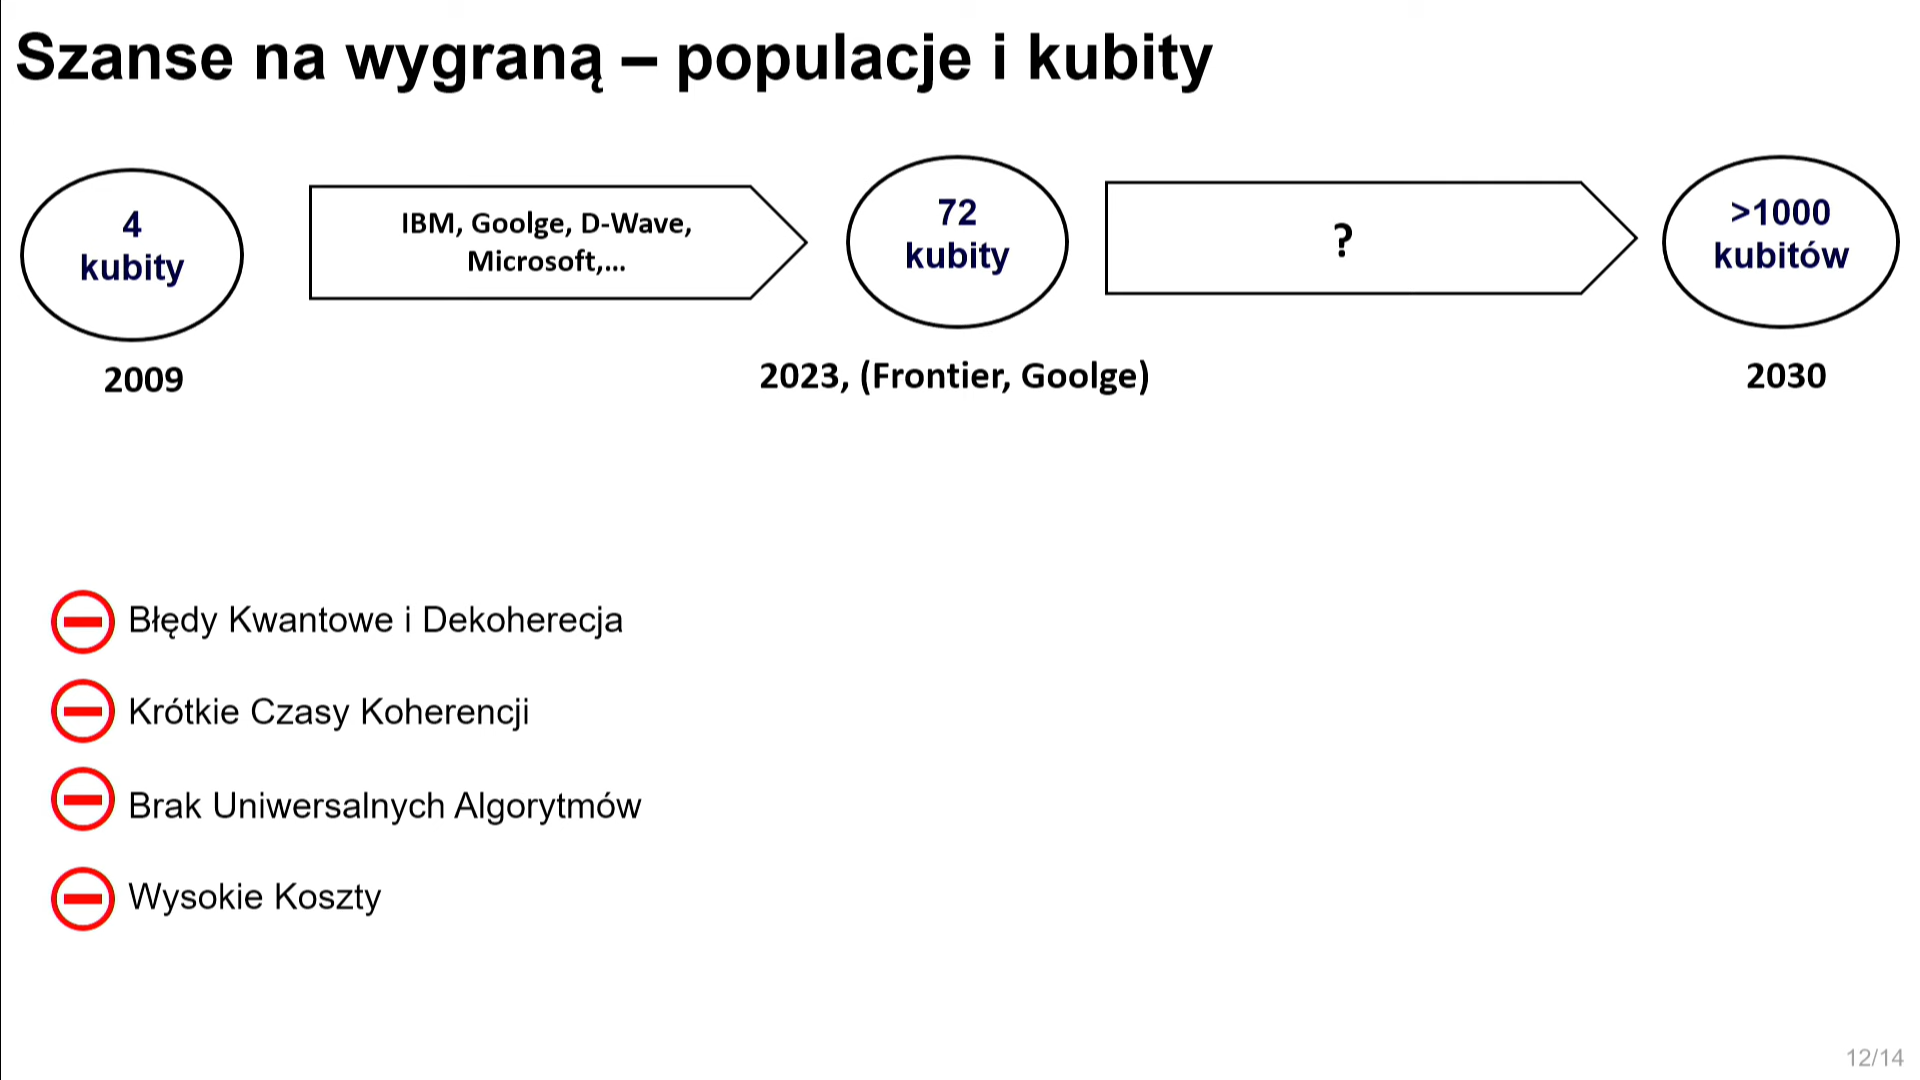 Szanse na wygraną – populacje i kubity
4
kubity
IBM, Goolge, D-Wave,
Microsoft,...
72
kubity
?
>1000
kubitów
2009
2023, (Frontier, Goolge)
2030
Błędy Kwantowe i Dekoherecja
Krótkie Czasy Koherencji
Brak Uniwersalnych Algorytmów
Wysokie Koszty
12/14